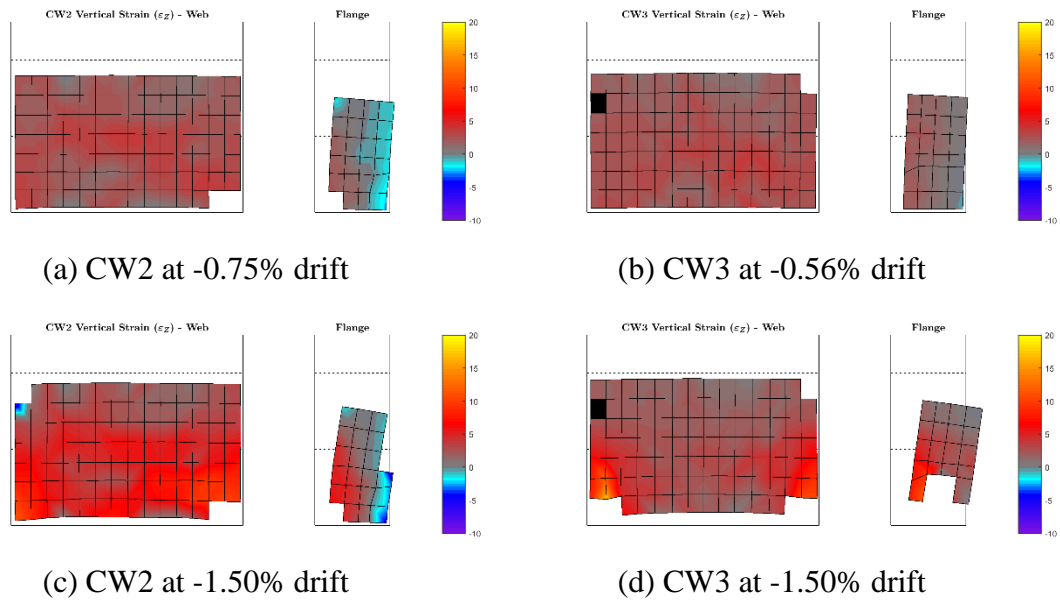 CW2 Vertical Strain (εZ) - Web
Flange
20
15
10
5
0
-5
-10
CW3 Vertical Strain (εZ) - Web
Flange
20
15
10
5
0
-5
-10
(a) CW2 at -0.75% drift
(b) CW3 at -0.56% drift
CW2 Vertical Strain (εZ) - Web
Flange
20
15
10
5
0
-5
-10
CW3 Vertical Strain (εZ) - Web
Flange
20
15
10
5
0
-5
-10
(c) CW2 at -1.50% drift
(d) CW3 at -1.50% drift